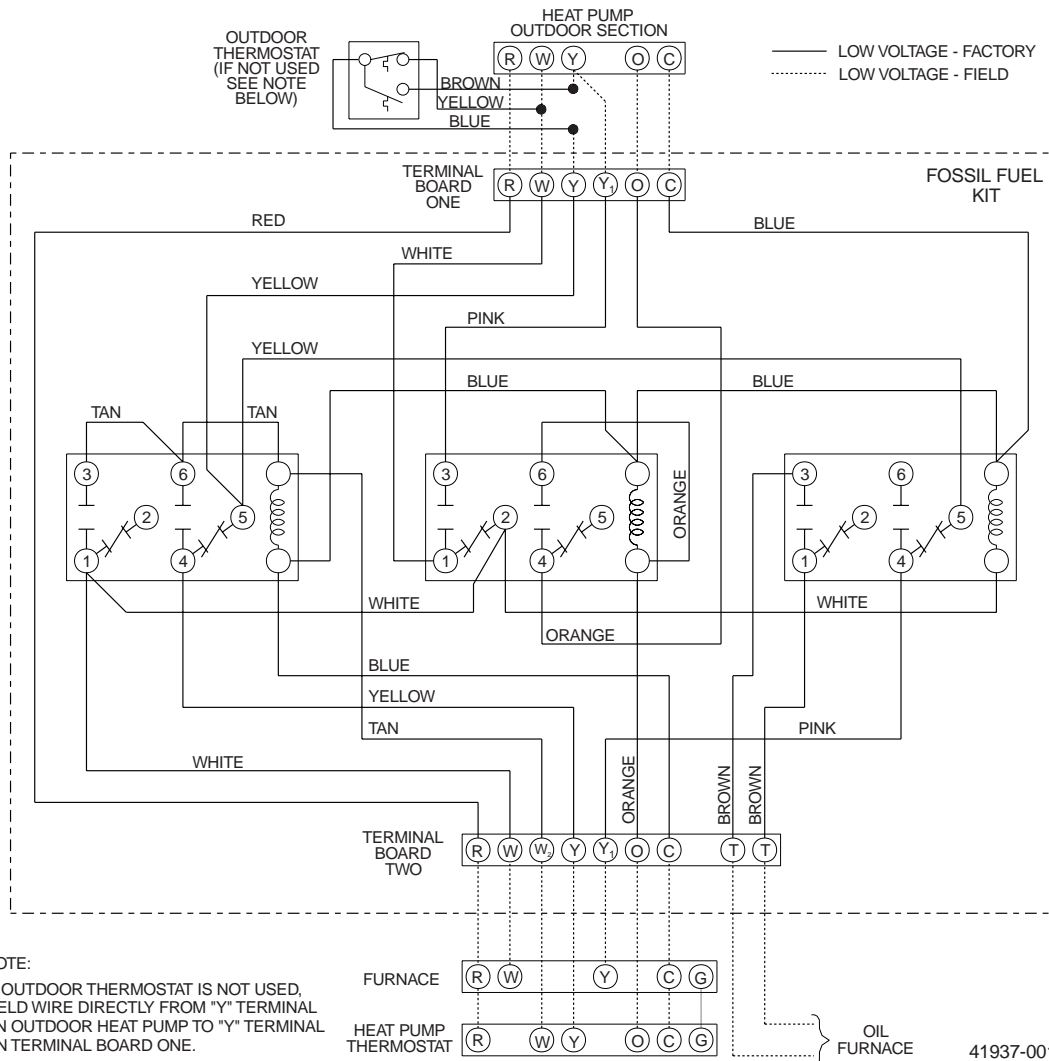 HEAT PUMP
OUTDOOR SECTION
OUTDOOR
THERMOSTAT
(IF NOT USED
SEE NOTE
BELOW)
R W Y O C
LOW VOLTAGE - FACTORY
LOW VOLTAGE - FIELD
BROWN
YELLOW
BLUE
TERMINAL
BOARD
ONE
R W Y Y1 O C
FOSSIL FUEL
KIT
RED
BLUE
WHITE
YELLOW
PINK
YELLOW
BLUE
BLUE
TAN
TAN
3 6
2 5
1 4
3 6
2 5
1 4
ORANGE
3 6
2 5
1 4
WHITE
WHITE
ORANGE
BLUE
YELLOW
TAN
PINK
WHITE
ORANGE
BROWN
BROWN
TERMINAL
BOARD
TWO
R W W2 Y Y1 O C T T
OTE:
OUTDOOR THERMOSTAT IS NOT USED,
ELD WIRE DIRECTLY FROM "Y" TERMINAL
N OUTDOOR HEAT PUMP TO "Y" TERMINAL
N TERMINAL BOARD ONE.
FURNACE
R W Y C G
HEAT PUMP
THERMOSTAT
R W Y O C G
OIL
FURNACE
41937-001